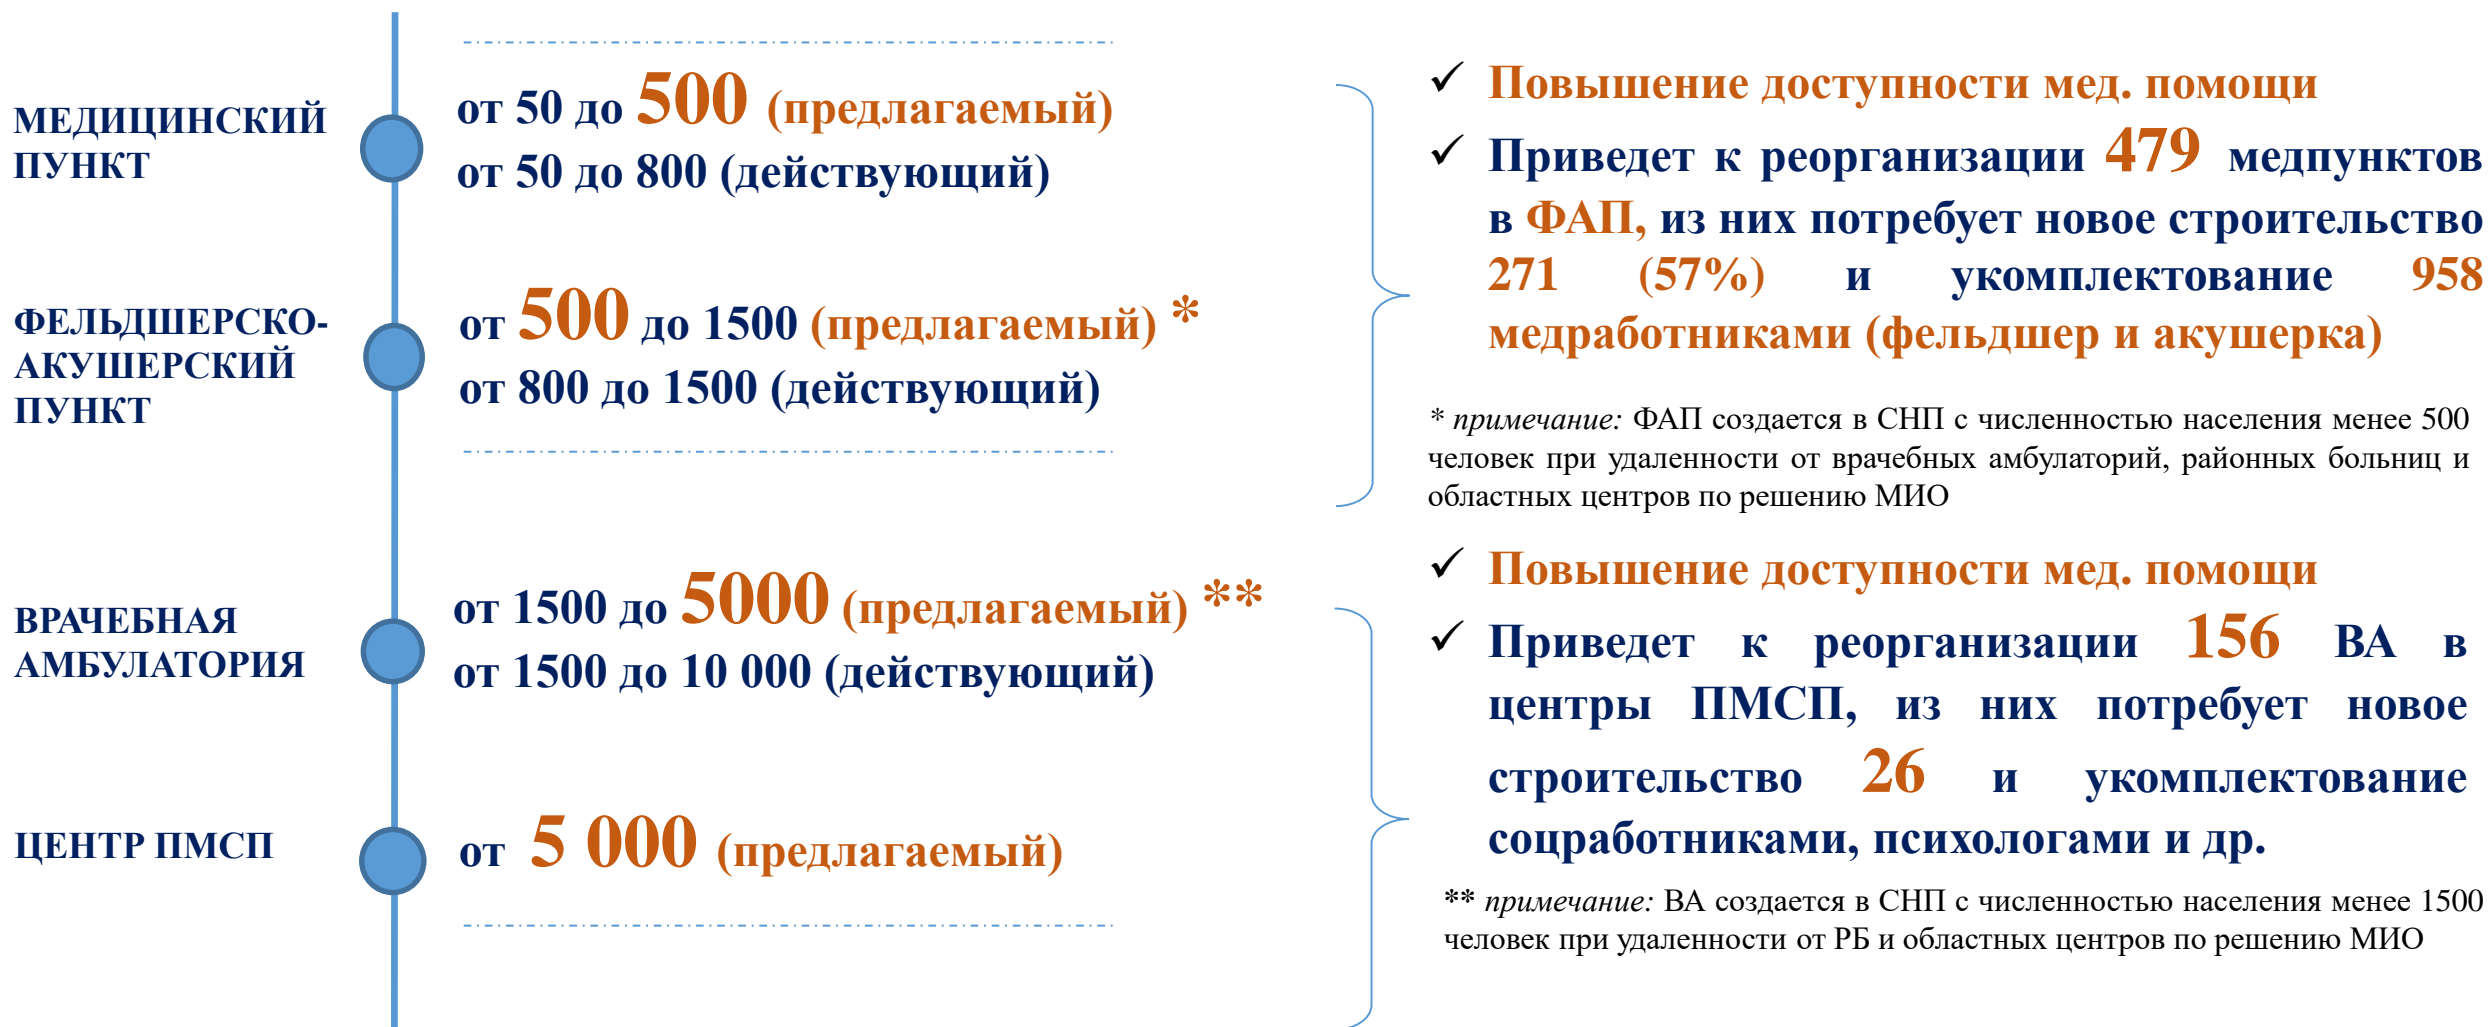 МЕДИЦИНСКИЙ
ПУНКТ
от 50 до 500 (предлагаемый)
от 50 до 800 (действующий)
ФЕЛЬДШЕРСКО-
АКУШЕРСКИЙ
ПУНКТ
от 500 до 1500 (предлагаемый) *
от 800 до 1500 (действующий)
✓ Повышение доступности мед. помощи
✓ Приведет к реорганизации 479 медпунктов
в ФАП, из них потребует новое строительство
271 (57%) и укомплектование 958
медработниками (фельдшер и акушерка)
* примечание: ФАП создается в СНП с численностью населения менее 500
человек при удаленности от врачебных амбулаторий, районных больниц и
областных центров по решению МИО
ВРАЧЕБНАЯ
АМБУЛАТОРИЯ
от 1500 до 5000 (предлагаемый) **
от 1500 до 10 000 (действующий)
ЦЕНТР ПМСП
от 5 000 (предлагаемый)
✓ Повышение доступности мед. помощи
✓ Приведет к реорганизации 156 ВА в
центры ПМСП, из них потребует новое
строительство 26 и укомплектование
соцработниками, психологами и др.
** примечание: ВА создается в СНП с численностью населения менее 1500
человек при удаленности от РБ и областных центров по решению МИО